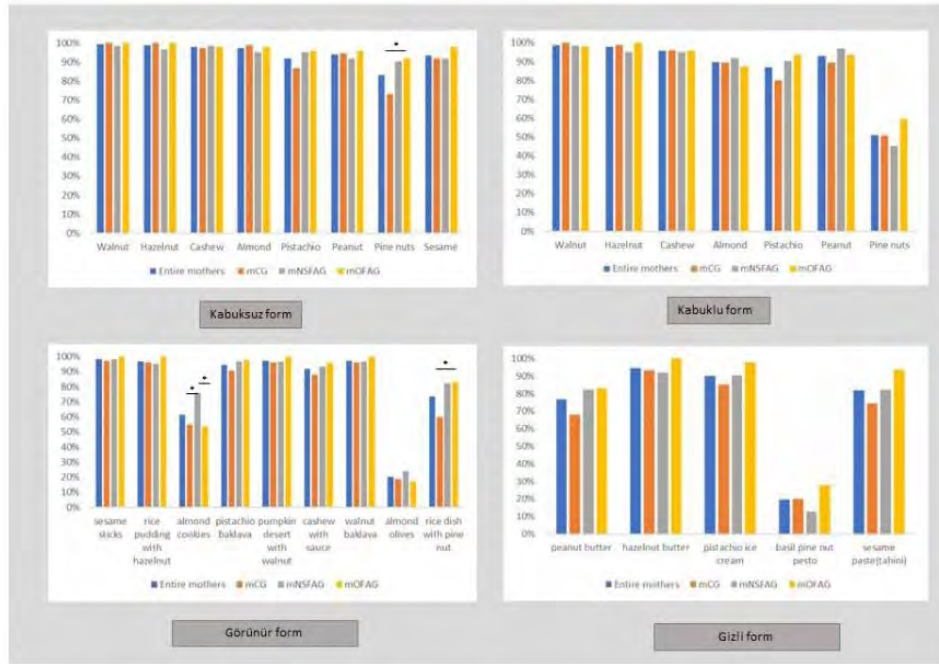 100%
90%
80%
70%
60%
50%
40%
30%
20%
10%
0%
Walnut Hazelnut Cashew Almond Pistachio Peanut Pine nuts Sesame
Entire mothers mCG mNSFAG mOFAG
Kabuksuz form
100%
90%
80%
70%
60%
50%
40%
30%
20%
10%
0%
Walnut Hazelnut Cashew Almond Pistachio Peanut Pine nuts
Entire mothers mCG mNSFAG mOFAG
Kabuklu form
100%
90%
80%
70%
60%
50%
40%
30%
20%
10%
0%
sesame rice almond pistachio pumpkin cashew walnut almond rice dish
sticks pudding cookies baklava desert with baklava olives with pine
with with sauce nut
hazelnut walnut
Entire mothers mCG mNSFAG mOFAG
Görünür form
100%
90%
80%
70%
60%
50%
40%
30%
20%
10%
0%
peanut butter hazelnut butter pistachio ice basil pine nut sesame
cream pesto paste(tahini)
Entire mothers mCG mNSFAG mOFAG
Gizli form